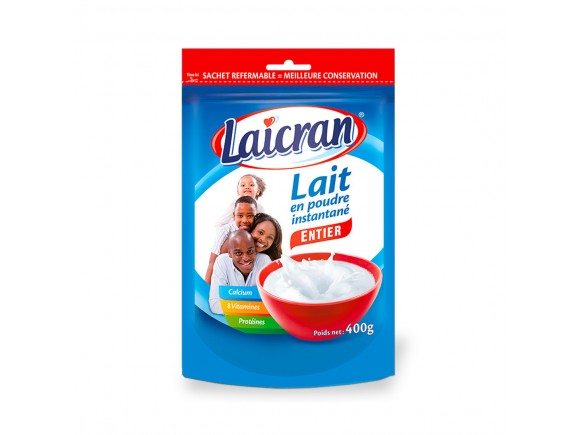 SACHET REFERMABLE = MEILLEURE CONSERVATION
Laicran®
Lait
en poudre
instantané
ENTIER
Calcium
8 Vitamines
Protéines
Poids net: 400g